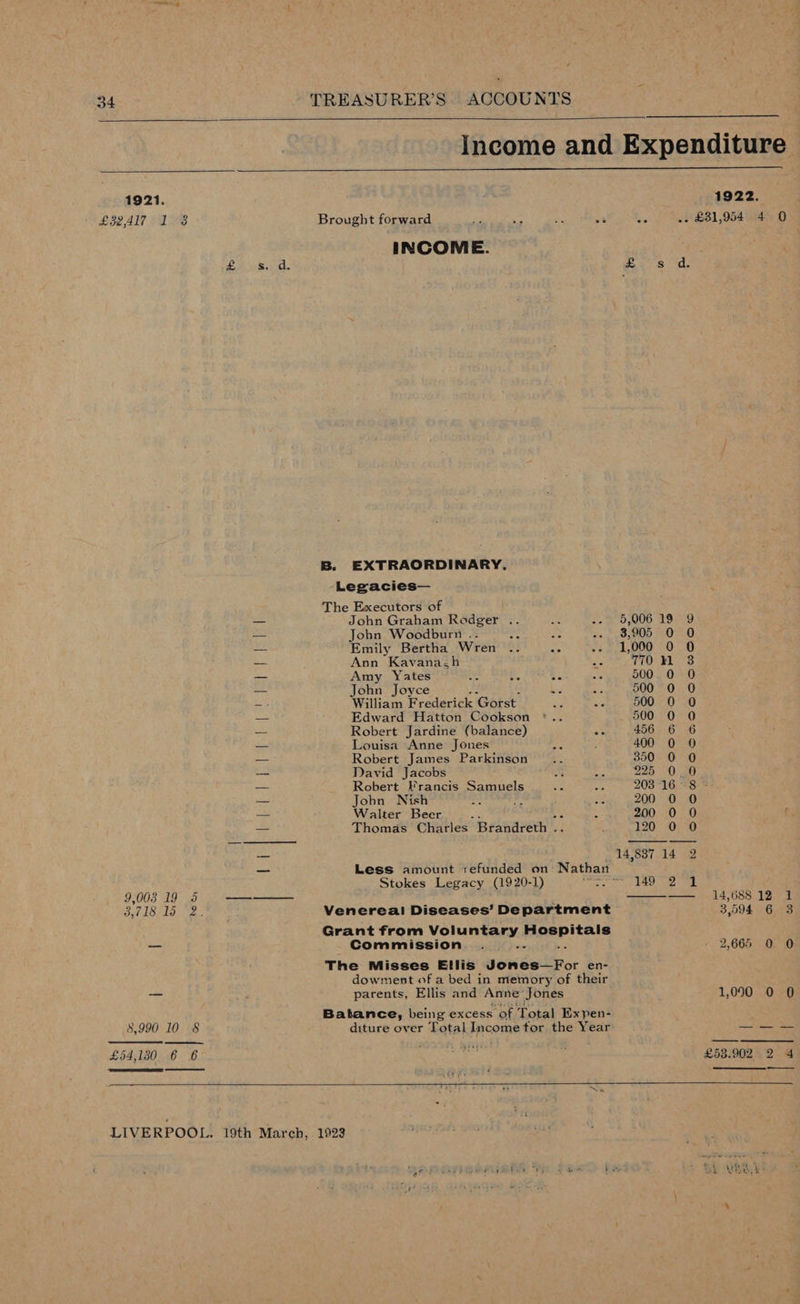 34 TREASURER'S ACCOUNTS
Income and Expenditure
1921. 1922.
£32,417 1 3 Brought forward .. .. .. .. .. .. £31,954 4 0
INCOME.
£ s. d. £ s d.
B. EXTRAORDINARY.
Legacies—
The Executors of
— John Graham Rodger .. .. .. 5,006 19 9
— John Woodburn .. .. .. .. 3,905 0 0
— Emily Bertha Wren .. .. .. 1,000 0 0
— Ann Kavanagh .. 770 11 3
— Amy Yates .. .. .. .. 500 0 0
— John Joyce .. .. .. 500 0 0
— William Frederick Gorst .. .. 500 0 0
— Edward Hatton Cookson .. 500 0 0
— Robert Jardine (balance) .. 456 6 6
— Louisa Anne Jones .. 400 0 0
— Robert James Parkinson .. 350 0 0
— David Jacobs .. .. 225 0 0
— Robert Francis Samuels .. .. 203 16 8
— John Nish .. .. .. 200 0 0
— Walter Beer .. .. . 200 0 0
— Thomas Charles Brandreth .. 120 0 0
— 14,837 14 2
— Less amount refunded on Nathan
Stokes Legacy (1920-1) .. 149 2 1
9,003 19 5 14,688 12 1
3,718 15 2 Venereal Diseases' Department 3,594 6 3
Grant from Voluntary Hospitals
— Commission . .. .. 2,665 0 0
The Misses Ellis Jones—For en-
dowment of a bed in memory of their
— parents, Ellis and Anne Jones 1,000 0 0
Balance, being excess of Total Expen-
8,990 10 8 diture over Total Income for the Year — — —
£54,130 6 6 £53.902 2 4
LIVERPOOL. 19th March, 1923